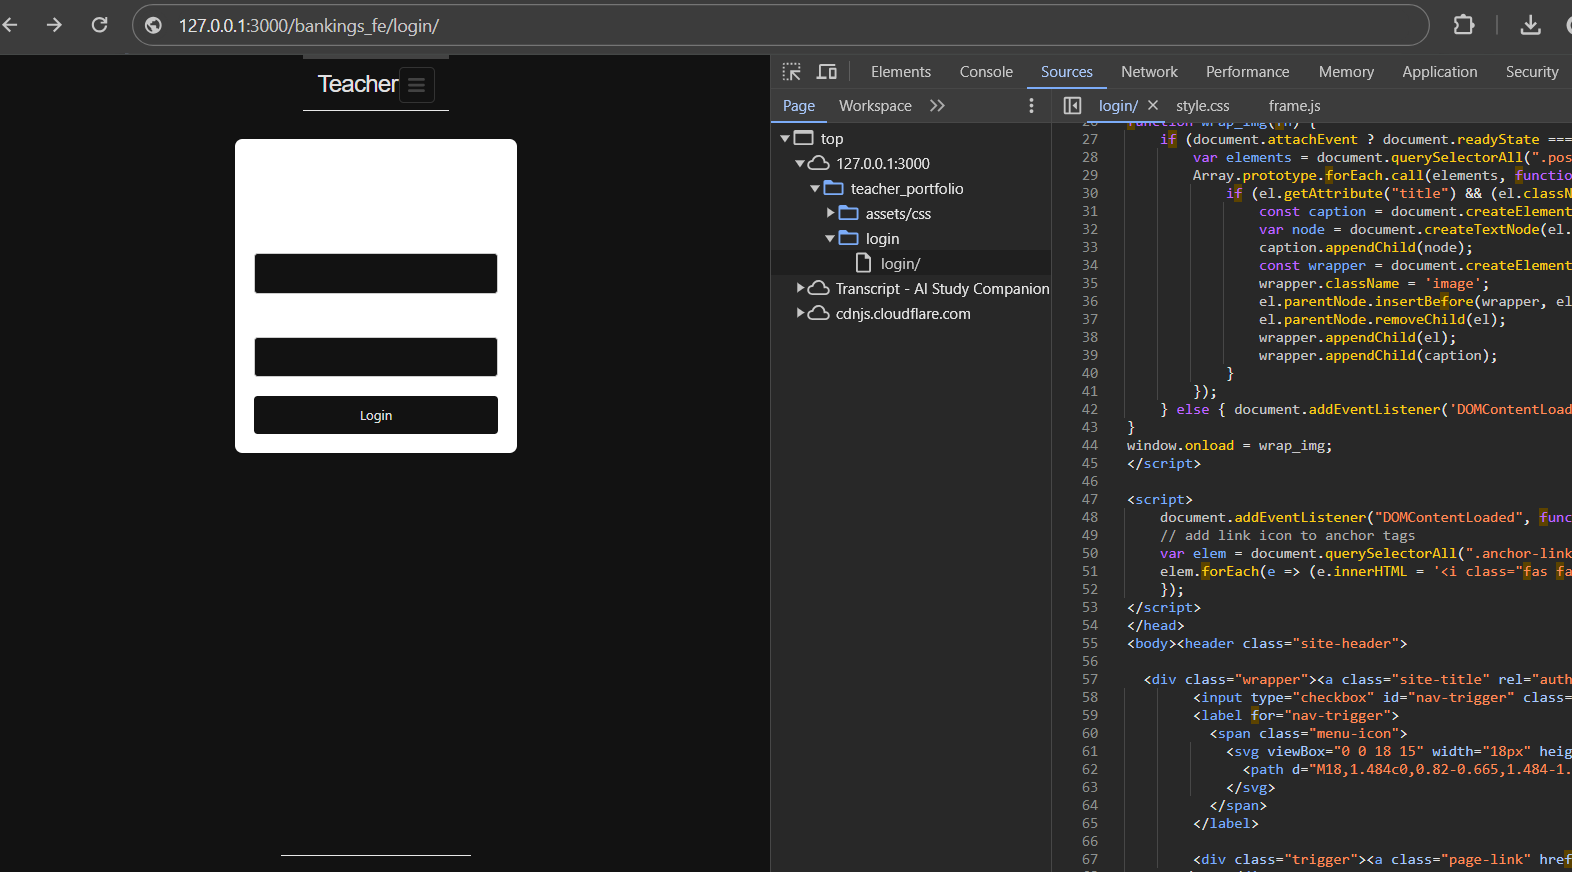 127.0.0.1:3000/bankings_fe/login/
Teacher
Login
Elements Console Sources Network Performance Memory Application Security
Page Workspace
login/ style.css frame.js
top
127.0.0.1:3000
teacher_portfolio
assets/css
login
login/
Transcript - AI Study Companion
cdnjs.cloudflare.com
26 function wrap_img(fn) {
27 if (document.attachEvent ? document.readyState ===
28 var elements = document.querySelectorAll(".pos
29 Array.prototype.forEach.call(elements, functio
30 if (el.getAttribute("title") && (el.classN
31 const caption = document.createElement
32 var node = document.createTextNode(el.
33 caption.appendChild(node);
34 const wrapper = document.createElement
35 wrapper.className = 'image';
36 el.parentNode.insertBefore(wrapper, el
37 el.parentNode.removeChild(el);
38 wrapper.appendChild(el);
39 wrapper.appendChild(caption);
40 }
41 });
42 } else { document.addEventListener('DOMContentLoad
43 }
44 window.onload = wrap_img;
45 </script>
46
47 <script>
48 document.addEventListener("DOMContentLoaded", func
49 // add link icon to anchor tags
50 var elem = document.querySelectorAll(".anchor-link
51 elem.forEach(e => (e.innerHTML = '<i class="fas fa
52 });
53 </script>
54 </head>
55 <body><header class="site-header">
56
57 <div class="wrapper"><a class="site-title" rel="auth
58 <input type="checkbox" id="nav-trigger" class=
59 <label for="nav-trigger">
60 <span class="menu-icon">
61 <svg viewBox="0 0 18 15" width="18px" heig
62 <path d="M18,1.484c0,0.82-0.665,1.484-1.
63 </svg>
64 </span>
65 </label>
66
67 <div class="trigger"><a class="page-link" href